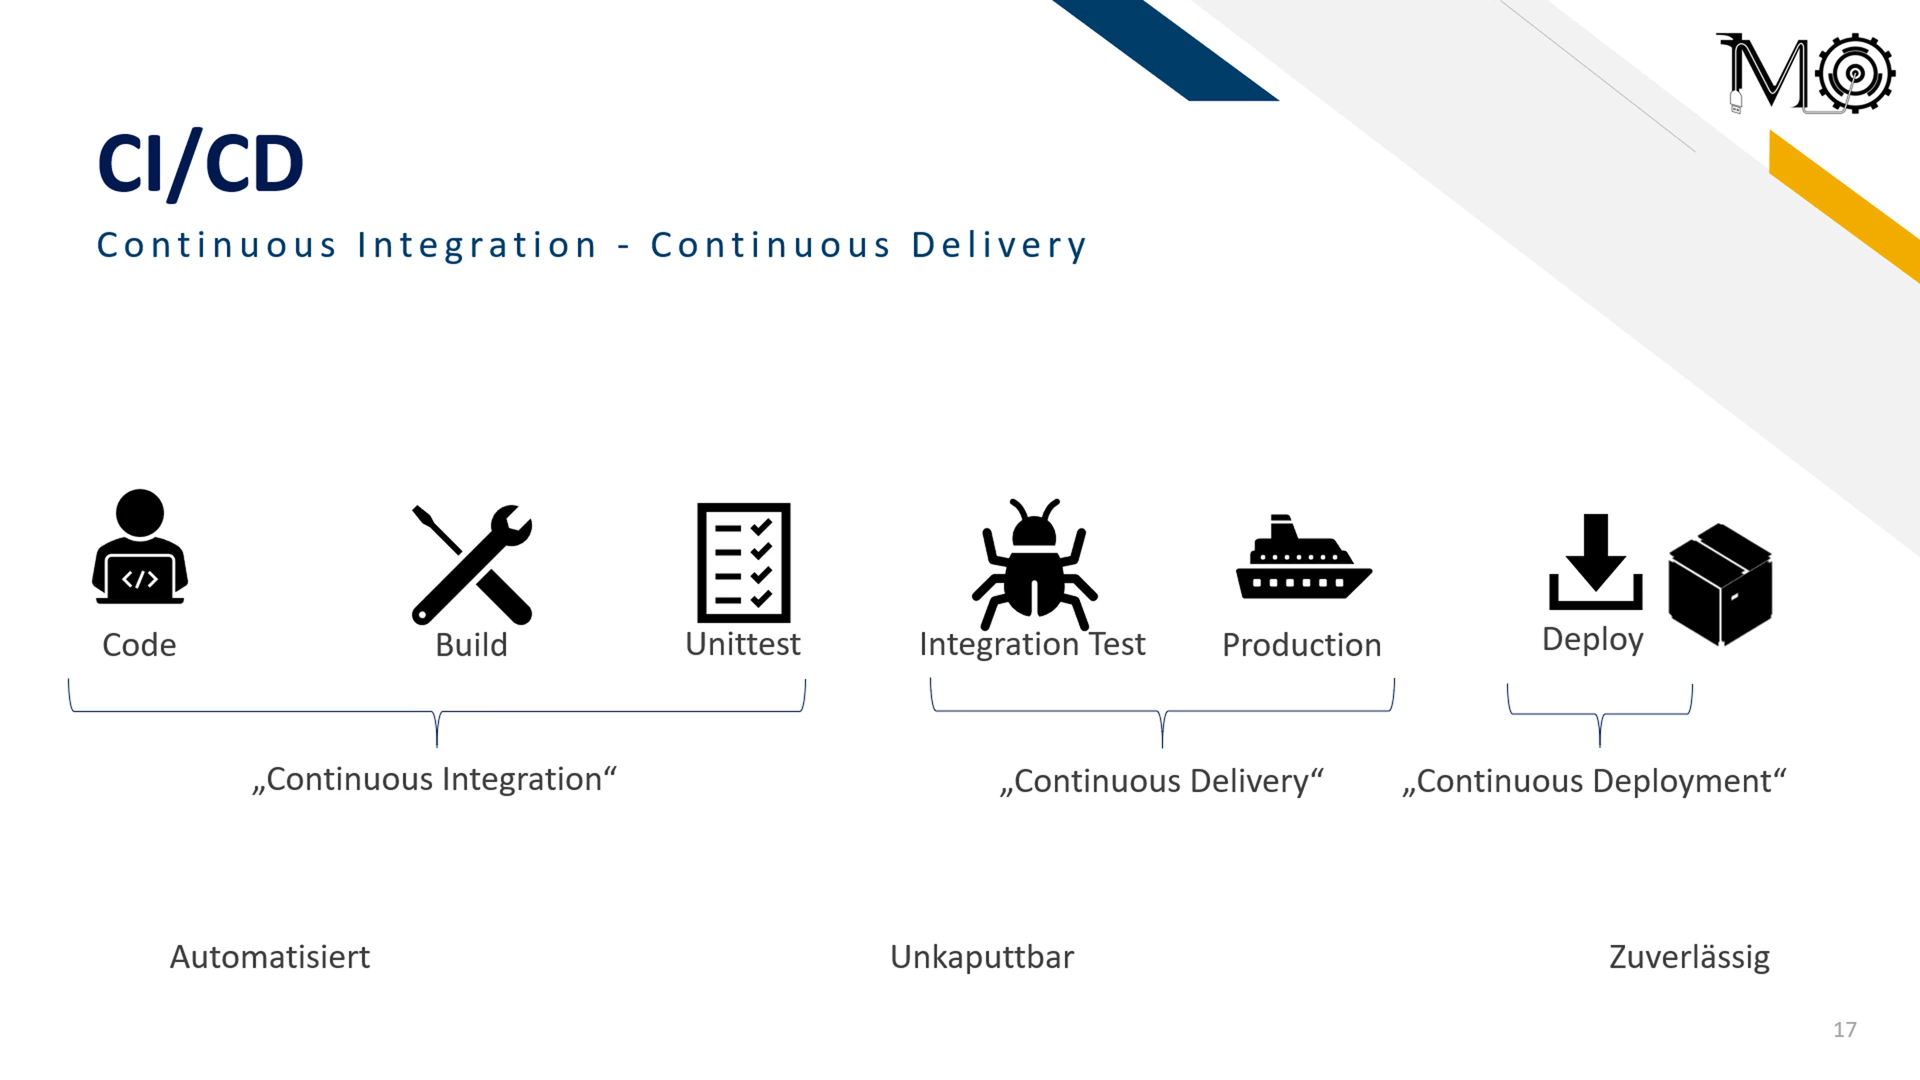 MO
CI/CD
Continuous Integration - Continuous Delivery
</>
Code
Build
Unittest
Integration Test
Production
Deploy
„Continuous Integration“
„Continuous Delivery“
„Continuous Deployment“
Automatisiert
Unkaputtbar
Zuverlässig
17